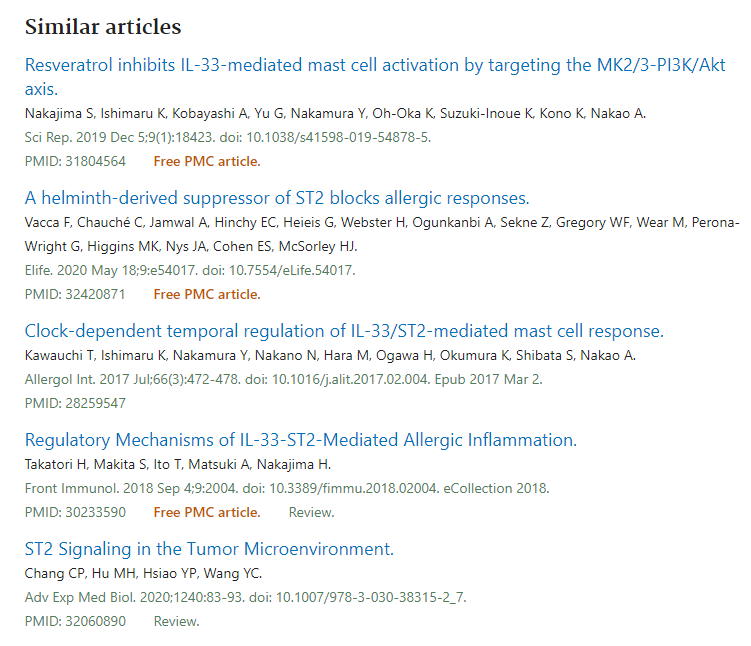 Similar articles
Resveratrol inhibits IL-33-mediated mast cell activation by targeting the MK2/3-PI3K/Akt
axis.
Nakajima S, Ishimaru K, Kobayashi A, Yu G, Nakamura Y, Oh-Oka K, Suzuki-Inoue K, Kono K, Nakao A.
Sci Rep. 2019 Dec 5;9(1):18423. doi: 10.1038/s41598-019-54878-5.
PMID: 31804564 Free PMC article.
A helminth-derived suppressor of ST2 blocks allergic responses.
Vacca F, Chauché C, Jamwal A, Hinchy EC, Heieis G, Webster H, Ogunkanbi A, Sekne Z, Gregory WF, Wear M, Perona-
Wright G, Higgins MK, Nys JA, Cohen ES, McSorley HJ.
Elife. 2020 May 18;9:e54017. doi: 10.7554/eLife.54017.
PMID: 32420871 Free PMC article.
Clock-dependent temporal regulation of IL-33/ST2-mediated mast cell response.
Kawauchi T, Ishimaru K, Nakamura Y, Nakano N, Hara M, Ogawa H, Okumura K, Shibata S, Nakao A.
Allergol Int. 2017 Jul;66(3):472-478. doi: 10.1016/j.alit.2017.02.004. Epub 2017 Mar 2.
PMID: 28259547
Regulatory Mechanisms of IL-33-ST2-Mediated Allergic Inflammation.
Takatori H, Makita S, Ito T, Matsuki A, Nakajima H.
Front Immunol. 2018 Sep 4;9:2004. doi: 10.3389/fimmu.2018.02004. eCollection 2018.
PMID: 30233590 Free PMC article. Review.
ST2 Signaling in the Tumor Microenvironment.
Chang CP, Hu MH, Hsiao YP, Wang YC.
Adv Exp Med Biol. 2020;1240:83-93. doi: 10.1007/978-3-030-38315-2_7.
PMID: 32060890 Review.